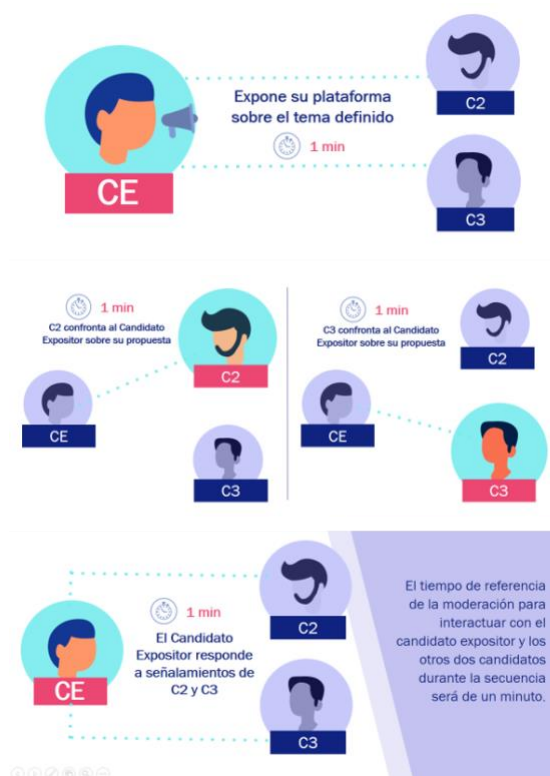 Expone su plataforma
sobre el tema definido
1 min
CE
C2
C3
1 min
C2 confronta al Candidato
Expositor sobre su propuesta
C2
CE
C3
1 min
C3 confronta al Candidato
Expositor sobre su propuesta
C2
CE
C3
1 min
El Candidato
Expositor responde
a señalamientos de
C2 y C3
CE
C2
C3
El tiempo de referencia
de la moderación para
interactuar con el
candidato expositor y los
otros dos candidatos
durante la secuencia
será de un minuto.